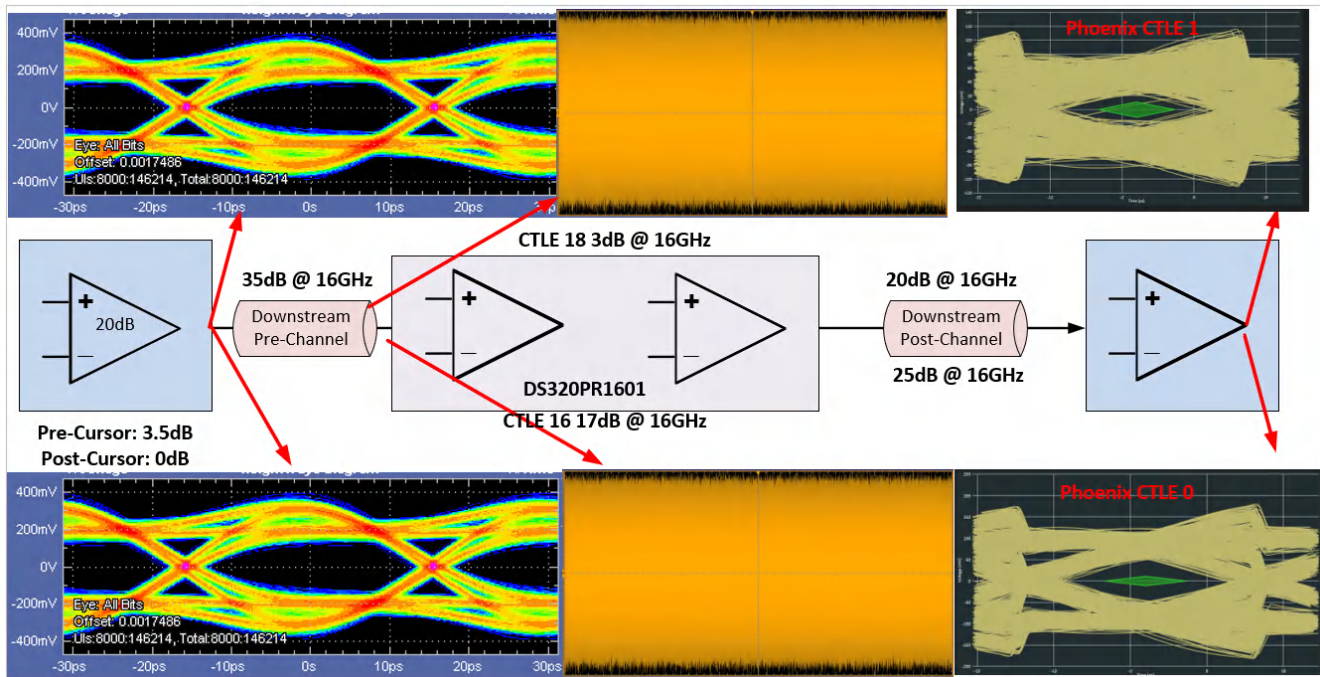 400mV
200mV
0V
-200mV
-400mV
Eye: All Bits
Offset: 0.0017486
UIs:8000:146214, Total:8000:146214
-30ps
-20ps
-10ps
0s
10ps
20ps
Phoenix CTLE 1
CTLE 18 3dB @ 16GHz
35dB @ 16GHz
20dB @ 16GHz
+
20dB
Downstream
Pre-Channel
+
+
Downstream
Post-Channel
+
DS320PR1601
25dB @ 16GHz
CTLE 16 17dB @ 16GHz
Pre-Cursor: 3.5dB
Post-Cursor: 0dB
400mV
200mV
0V
-200mV
-400mV
Eye: All Bits
Offset: 0.0017486
UIs:8000:146214, Total:8000:146214
-30ps
-20ps
-10ps
0s
10ps
20ps
30ps
Phoenix CTLE 0